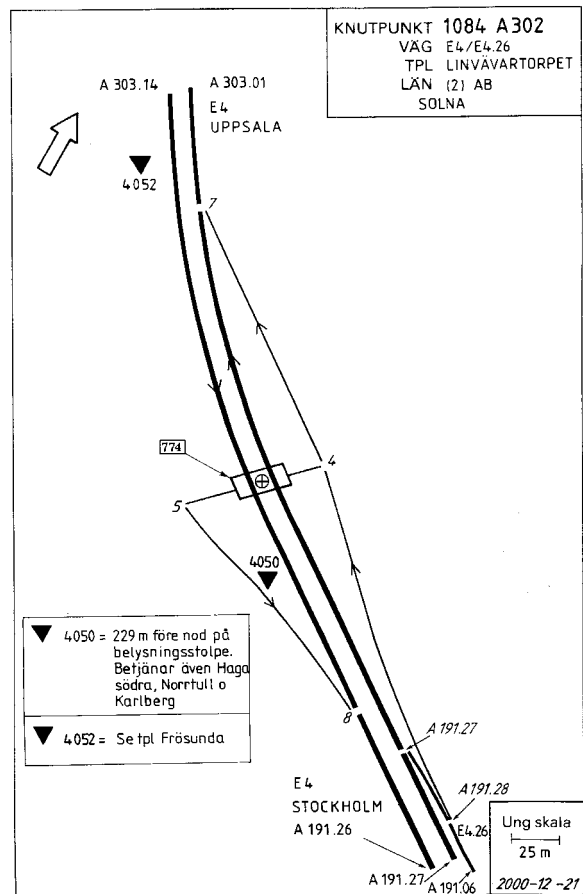 KNUTPUNKT 1084 A302
VÄG E4/E4.26
TPL LINVÄVARTORPET
LÄN (2) AB
SOLNA
A 303.14
A 303.01
E4
UPPSALA
4052
7
774
4
5
4050
4050 = 229 m före nod på
belysningsstolpe.
Betjänar även Haga
södra, Norrtull o
Karlberg
4052 = Se tpl Frösunda
8
A 191.27
E4
STOCKHOLM
A 191.26
A 191.28
E4.26
A 191.27
A 191.06
Ung skala
25 m
2000-12-21